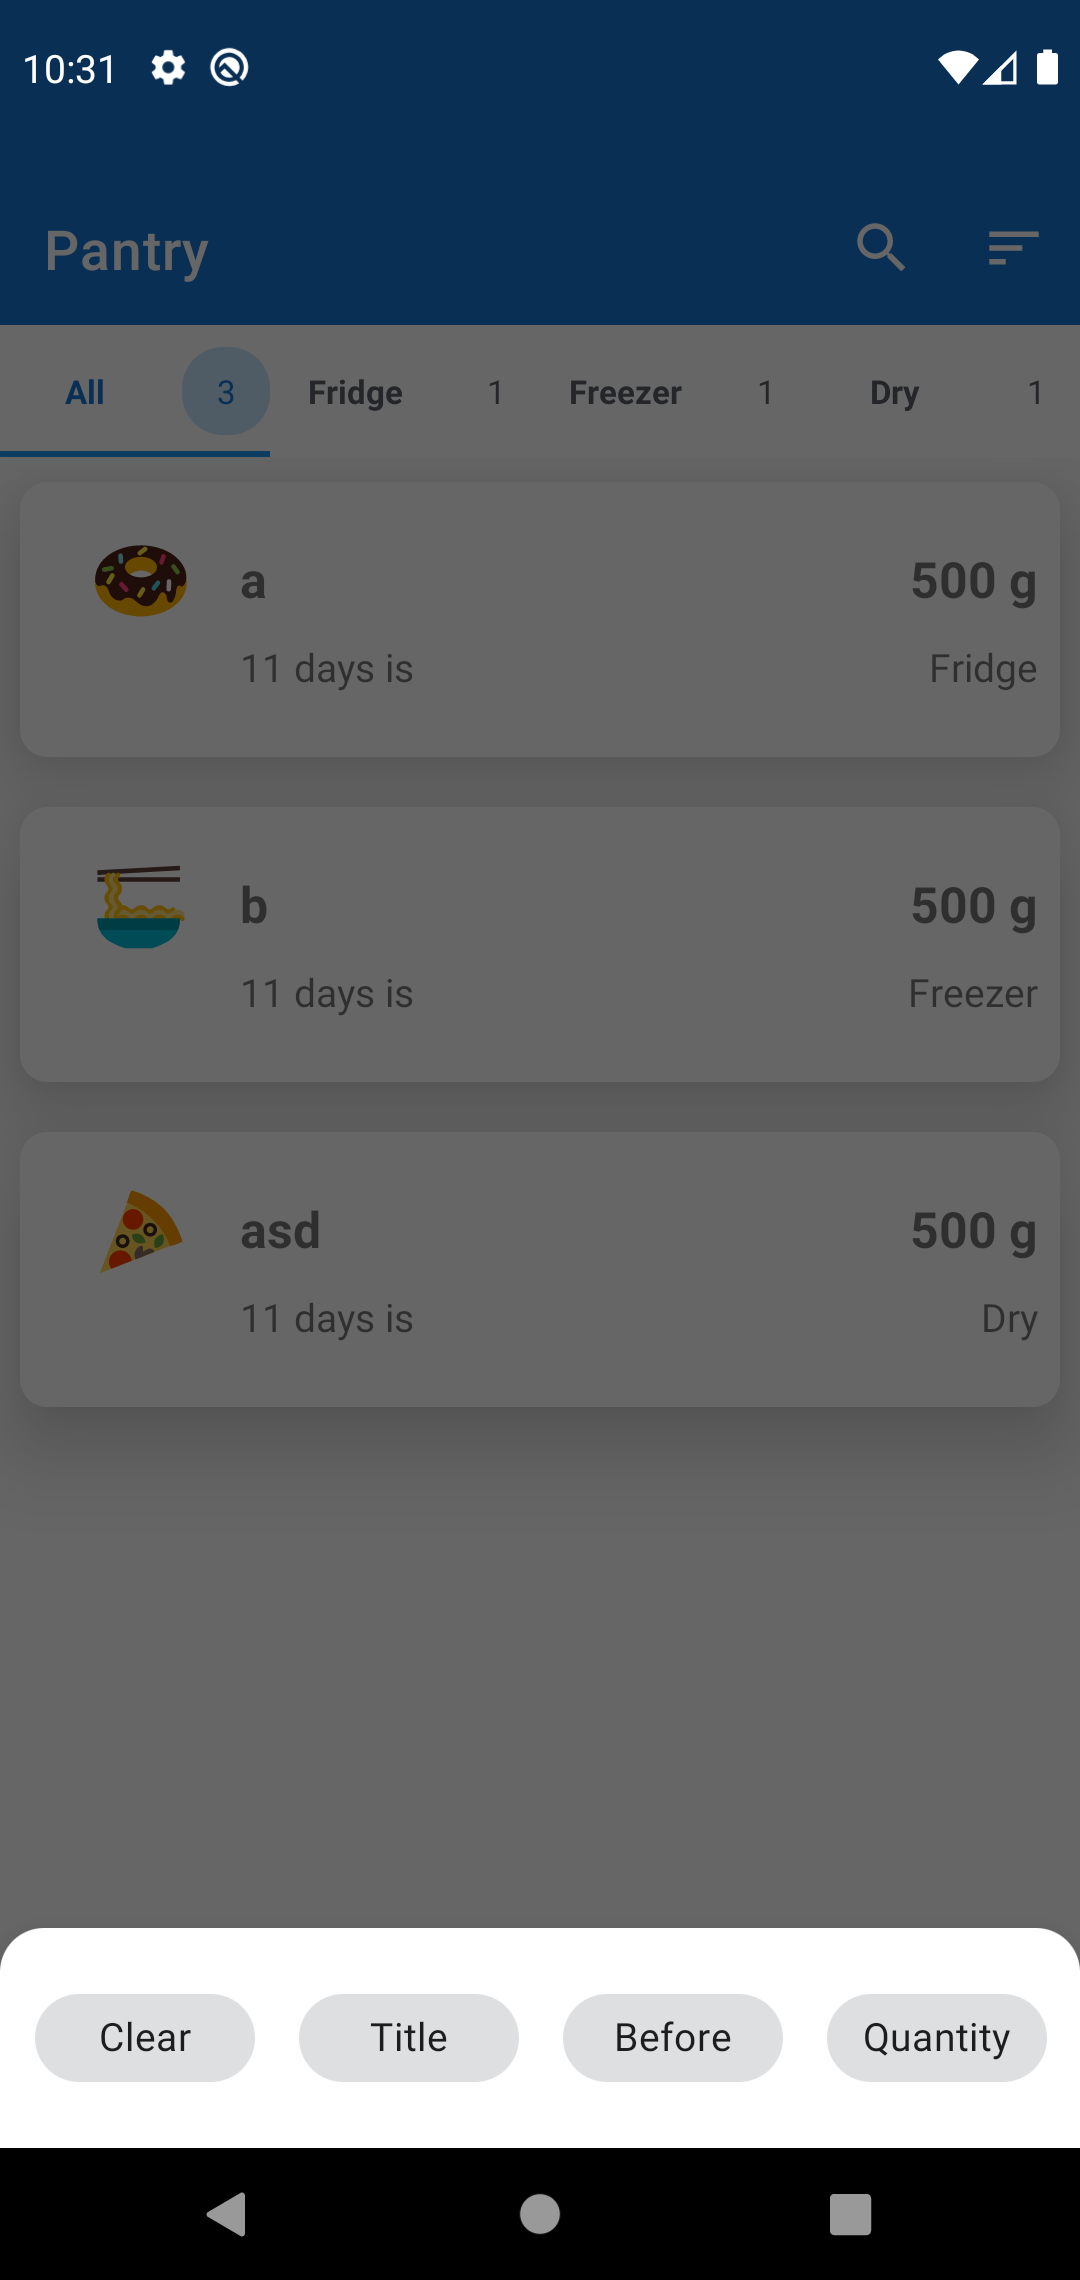 10:31
Pantry
All 3 Fridge 1 Freezer 1 Dry 1
a 500 g
11 days is Fridge
b 500 g
11 days is Freezer
asd 500 g
11 days is Dry
Clear Title Before Quantity